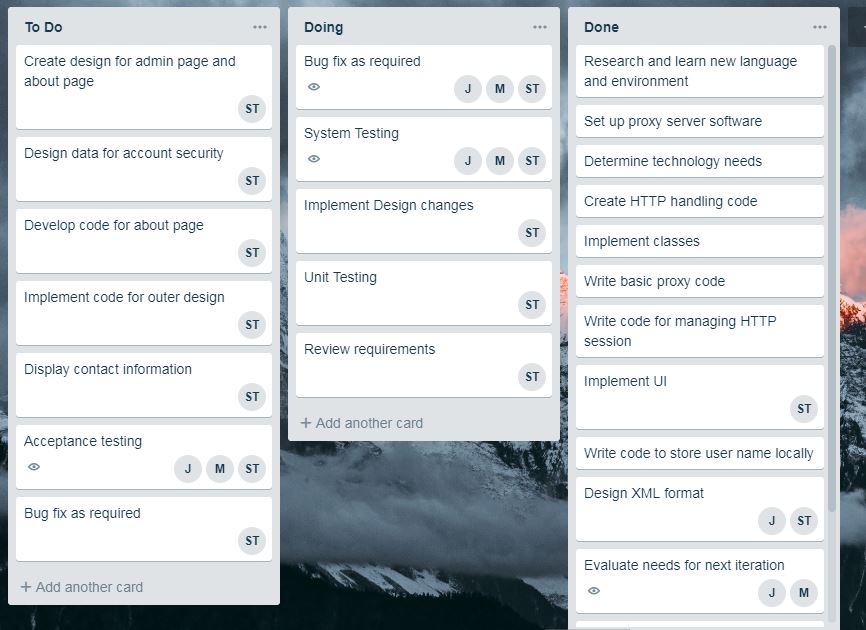 To Do
Create design for admin page and
about page
ST
Design data for account security
ST
Develop code for about page
ST
Implement code for outer design
ST
Display contact information
ST
Acceptance testing
J M ST
Bug fix as required
ST
+ Add another card
Doing
Bug fix as required
J M ST
System Testing
J M ST
Implement Design changes
ST
Unit Testing
ST
Review requirements
ST
+ Add another card
Done
Research and learn new language
and environment
Set up proxy server software
Determine technology needs
Create HTTP handling code
Implement classes
Write basic proxy code
Write code for managing HTTP
session
Implement UI
ST
Write code to store user name locally
Design XML format
J ST
Evaluate needs for next iteration
J M